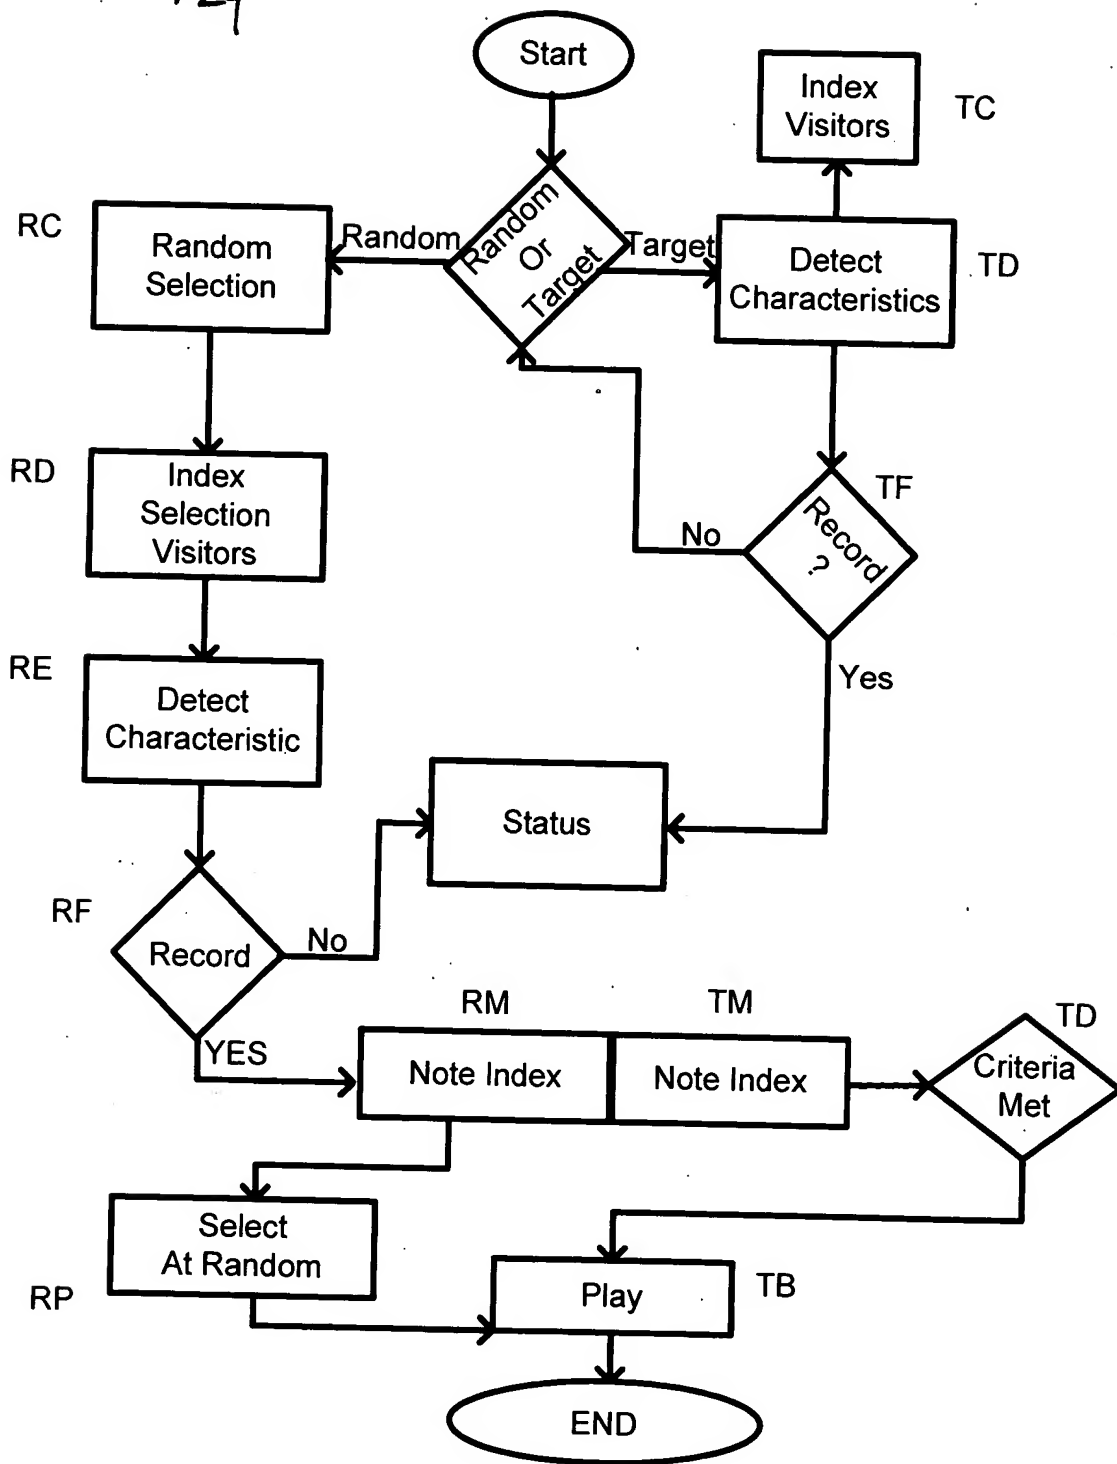 Start
Index
Visitors
TC
RC
Random
Selection
Random
Random
Or
Target
Target
Detect
Characteristics
TD
RD
Index
Selection
Visitors
TF
Record
?
No
Yes
RE
Detect
Characteristic
Status
RF
Record
No
YES
RM
TM
TD
Note Index
Note Index
Criteria
Met
Select
At Random
RP
Play
TB
END